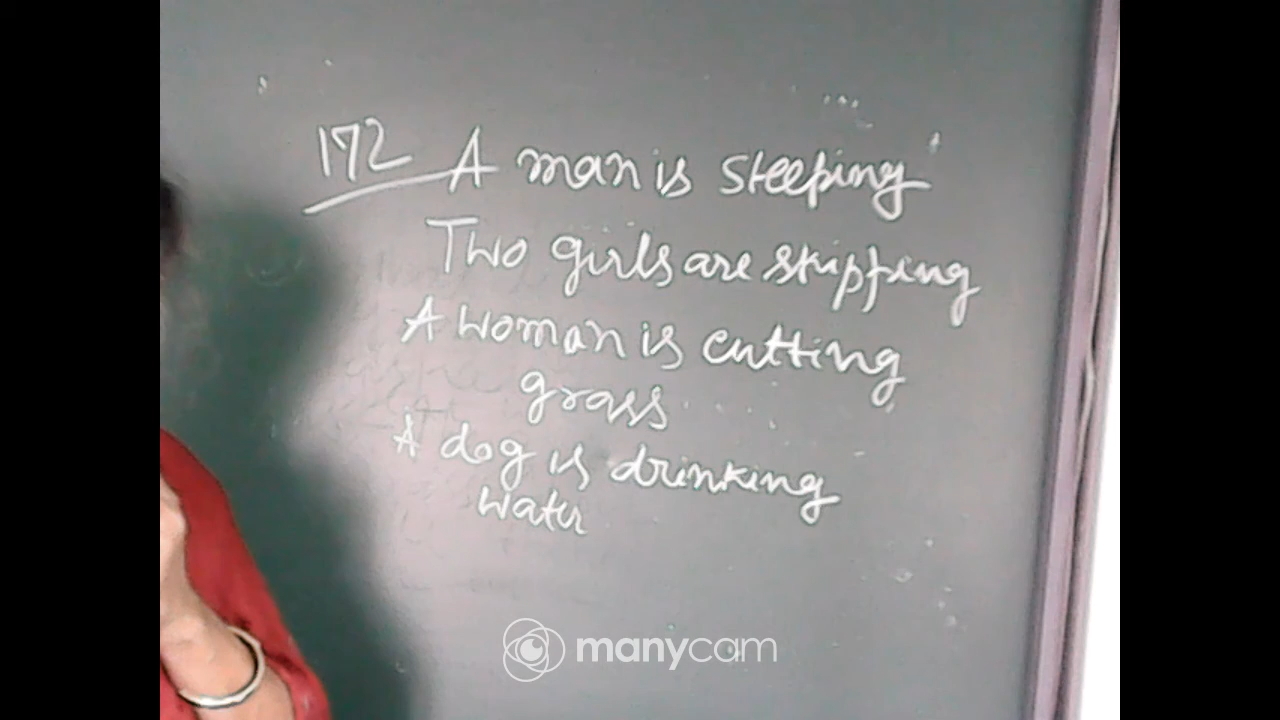 172 A man is sleeping
Two girls are skipping
A woman is cutting
grass
A dog is drinking
water
manycam